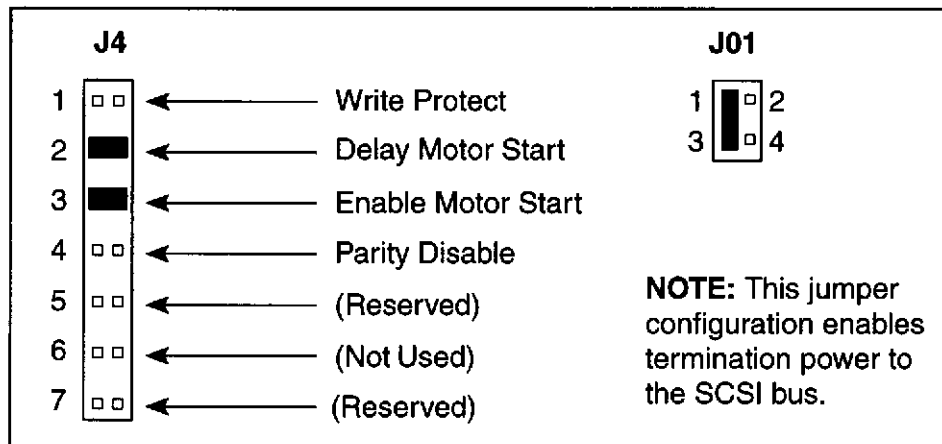 J4
J01
1 Write Protect
2 Delay Motor Start
3 Enable Motor Start
4 Parity Disable
5 (Reserved)
6 (Not Used)
7 (Reserved)
1 2
3 4
NOTE: This jumper
configuration enables
termination power to
the SCSI bus.